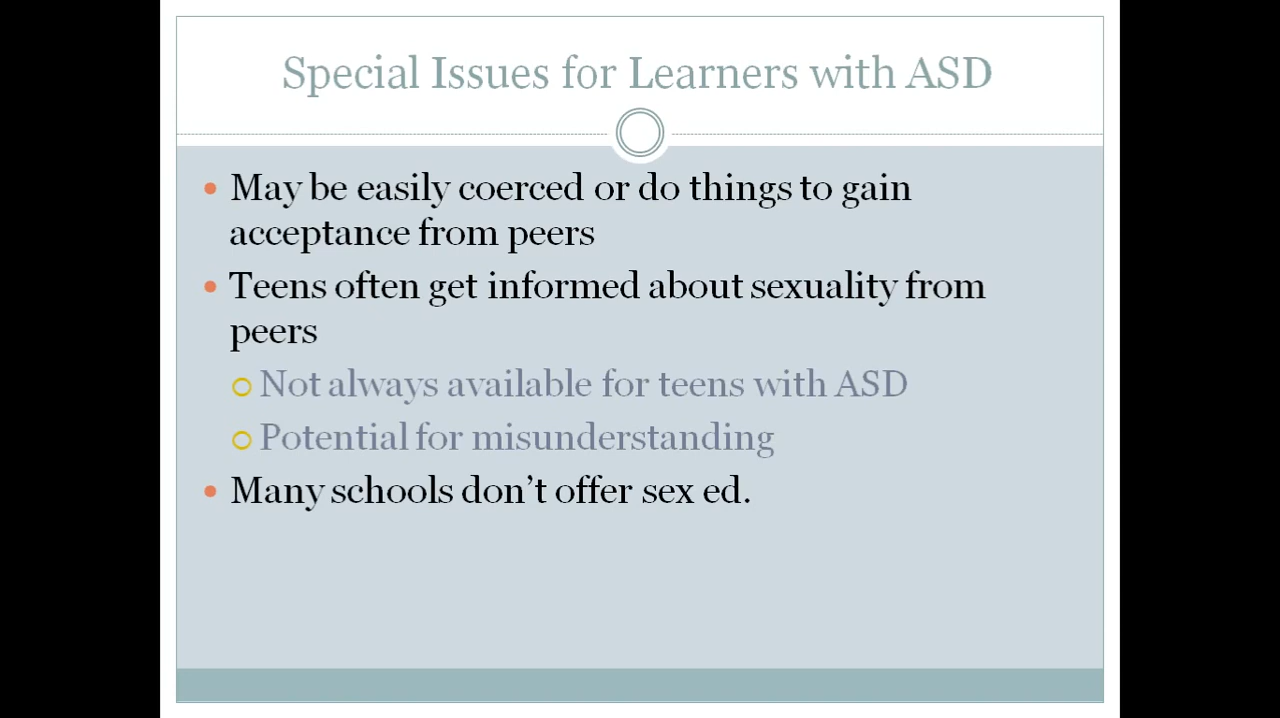 Special Issues for Learners with ASD
May be easily coerced or do things to gain
acceptance from peers
Teens often get informed about sexuality from
peers
Not always available for teens with ASD
Potential for misunderstanding
Many schools don’t offer sex ed.